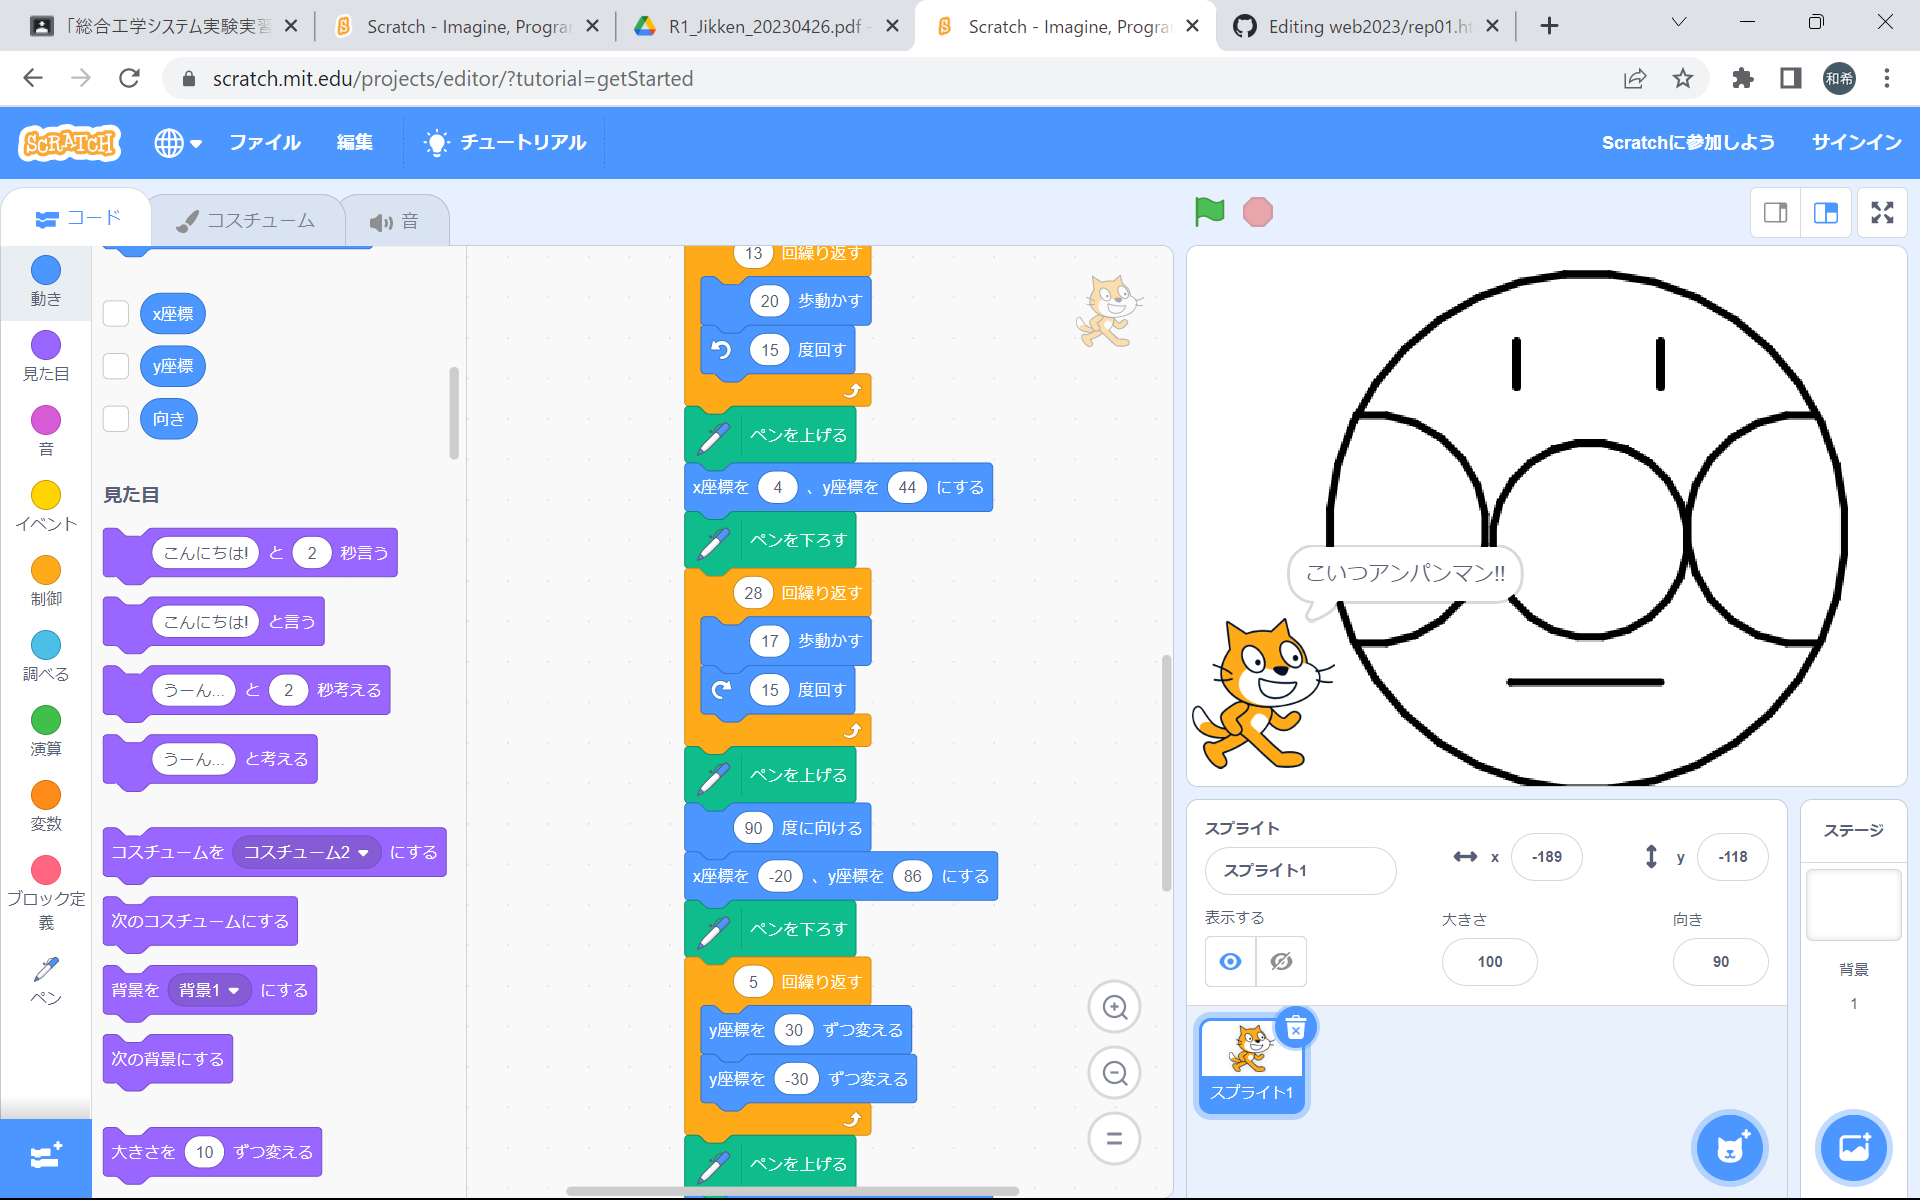 「総合工学システム実験実習
Scratch - Imagine, Progra
R1_Jikken_20230426.pdf -
Scratch - Imagine, Progra
Editing web2023/rep01.ht
scratch.mit.edu/projects/editor/?tutorial=getStarted
和希
SCRATCH
ファイル
編集
チュートリアル
Scratchに参加しよう
サインイン
コード
コスチューム
音
動き
見た目
音
イベント
制御
調べる
演算
変数
ブロック定
義
ペン
x座標
y座標
向き
見た目
こんにちは! と 2 秒言う
こんにちは! と言う
うーん... と 2 秒考える
うーん... と考える
コスチュームを コスチューム2 にする
次のコスチュームにする
背景を 背景1 にする
次の背景にする
大きさを 10 ずつ変える
13 回繰り返す
20 歩動かす
15 度回す
ペンを上げる
x座標を 4 、y座標を 44 にする
ペンを下ろす
28 回繰り返す
17 歩動かす
15 度回す
ペンを上げる
90 度に向ける
x座標を -20 、y座標を 86 にする
ペンを下ろす
5 回繰り返す
y座標を 30 ずつ変える
y座標を -30 ずつ変える
ペンを上げる
こいつアンパンマン!!
スプライト
スプライト1
x -189
y -118
表示する
大きさ
100
向き
90
スプライト1
ステージ
背景
1